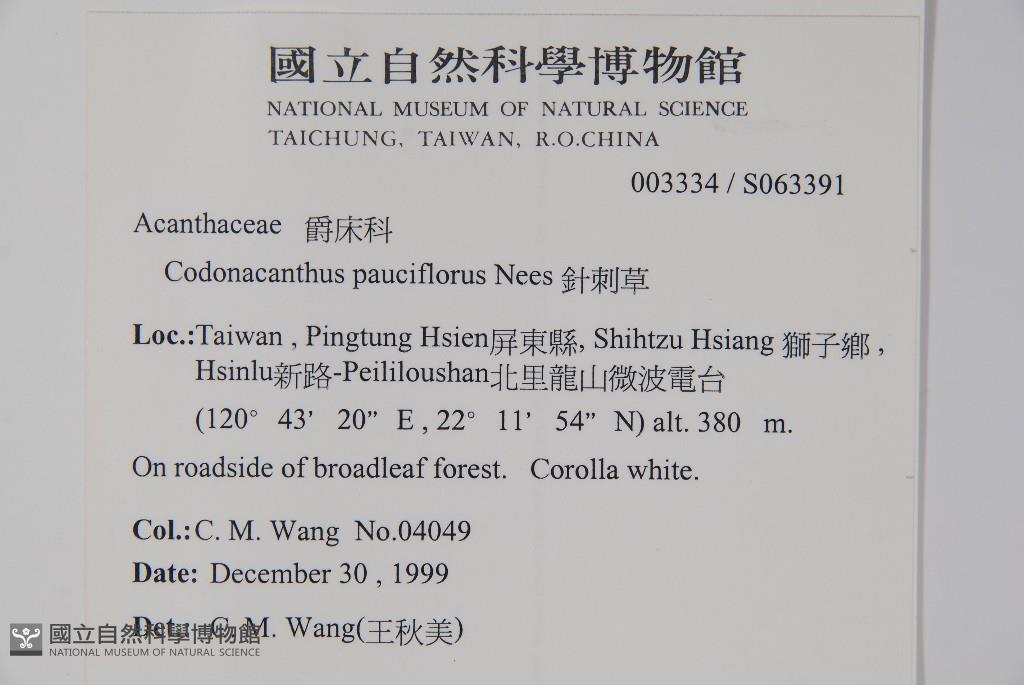 國立自然科學博物館
NATIONAL MUSEUM OF NATURAL SCIENCE
TAICHUNG, TAIWAN, R.O.CHINA
003334 / S063391
Acanthaceae 爵床科
Codonacanthus pauciflorus Nees 針刺草
Loc.:Taiwan , Pingtung Hsien屏東縣, Shihtzu Hsiang 獅子鄉 ,
Hsinlu新路-Peililoushan北里龍山微波電台
(120° 43’ 20” E , 22° 11’ 54” N) alt. 380 m.
On roadside of broadleaf forest. Corolla white.
Col.:C. M. Wang No.04049
Date: December 30 , 1999
Det.: C. M. Wang(王秋美)
國立自然科學博物館
NATIONAL MUSEUM OF NATURAL SCIENCE